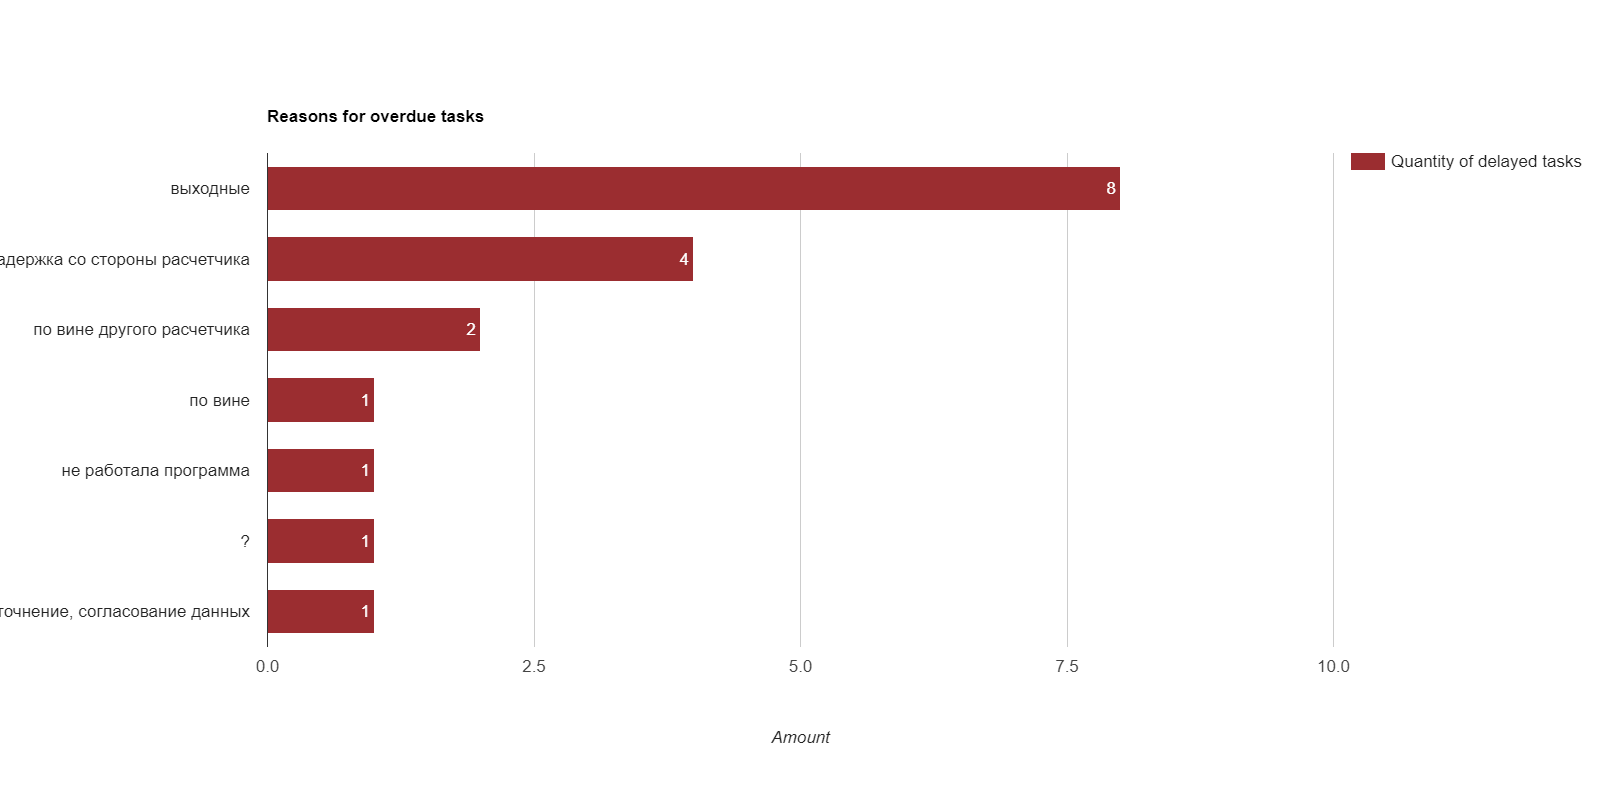 Reasons for overdue tasks
Quantity of delayed tasks
выходные
8
адержка со стороны расчетчика
4
по вине другого расчетчика
2
по вине
1
не работала программа
1
?
1
точнение, согласование данных
1
0.0 2.5 5.0 7.5 10.0
Amount